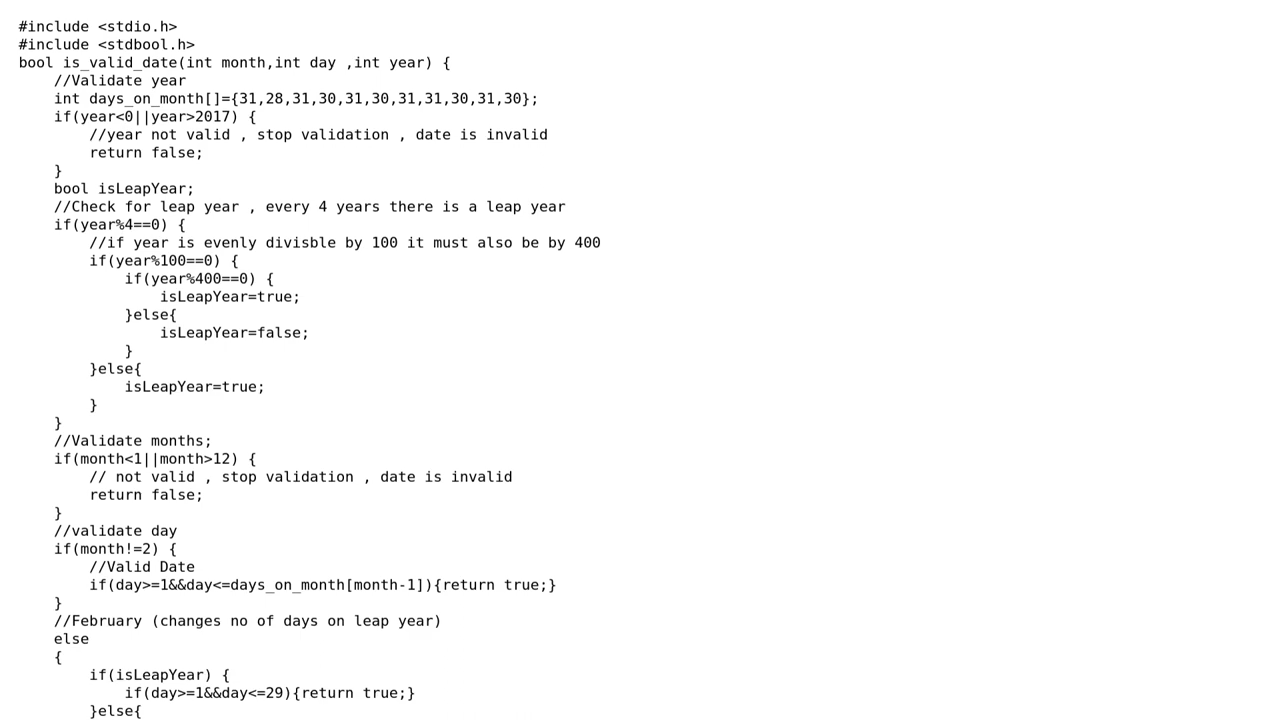 #include <stdio.h>
#include <stdbool.h>
bool is_valid_date(int month,int day ,int year) {
    //Validate year
    int days_on_month[]={31,28,31,30,31,30,31,31,30,31,30};
    if(year<0||year>2017) {
        //year not valid , stop validation , date is invalid
        return false;
    }
    bool isLeapYear;
    //Check for leap year , every 4 years there is a leap year
    if(year%4==0) {
        //if year is evenly divisble by 100 it must also be by 400
        if(year%100==0) {
            if(year%400==0) {
                isLeapYear=true;
            }else{
                isLeapYear=false;
            }
        }else{
            isLeapYear=true;
        }
    }
    //Validate months;
    if(month<1||month>12) {
        // not valid , stop validation , date is invalid
        return false;
    }
    //validate day
    if(month!=2) {
        //Valid Date
        if(day>=1&&day<=days_on_month[month-1]){return true;}
    }
    //February (changes no of days on leap year)
    else
    {
        if(isLeapYear) {
            if(day>=1&&day<=29){return true;}
        }else{